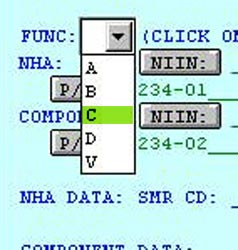 FUNC: (CLICK ON
NHA: A NIIN:
P/ B 234-01
COMPO C NIIN:
P/ D 234-02
V
NHA DATA: SMR CD:
COMPONENT DATA: